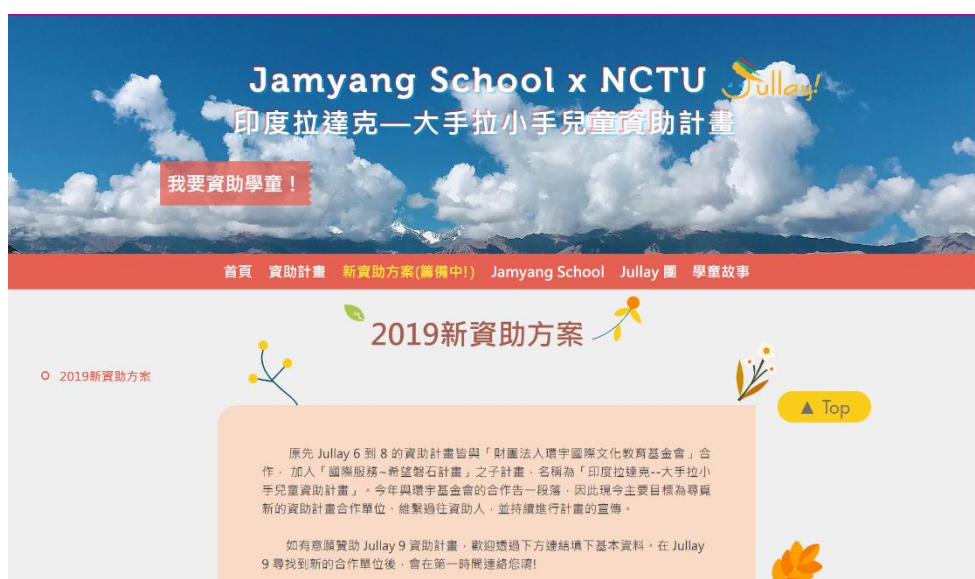 Jamyang School x NCTU Jullay!
印度拉達克—大手拉小手兒童資助計畫
我要資助學童！
首頁 資助計畫 新資助方案(籌備中!) Jamyang School Jullay 團 學童故事
2019新資助方案
2019新資助方案
▲ Top
原先 Jullay 6 到 8 的資助計畫皆與「財團法人環宇國際文化教育基金會」合
作， 加入「國際服務~希望磐石計畫」之子計畫，名稱為「印度拉達克--大手拉小
手兒童資助計畫」。今年與環宇基金會的合作告一段落，因此現今主要目標為尋覓
新的資助計畫合作單位、維繫過往資助人，並持續進行計畫的宣傳。
如有意願贊助 Jullay 9 資助計畫，歡迎透過下方連結填下基本資料。在 Jullay
9 尋找到新的合作單位後，會在第一時間連絡您唷!